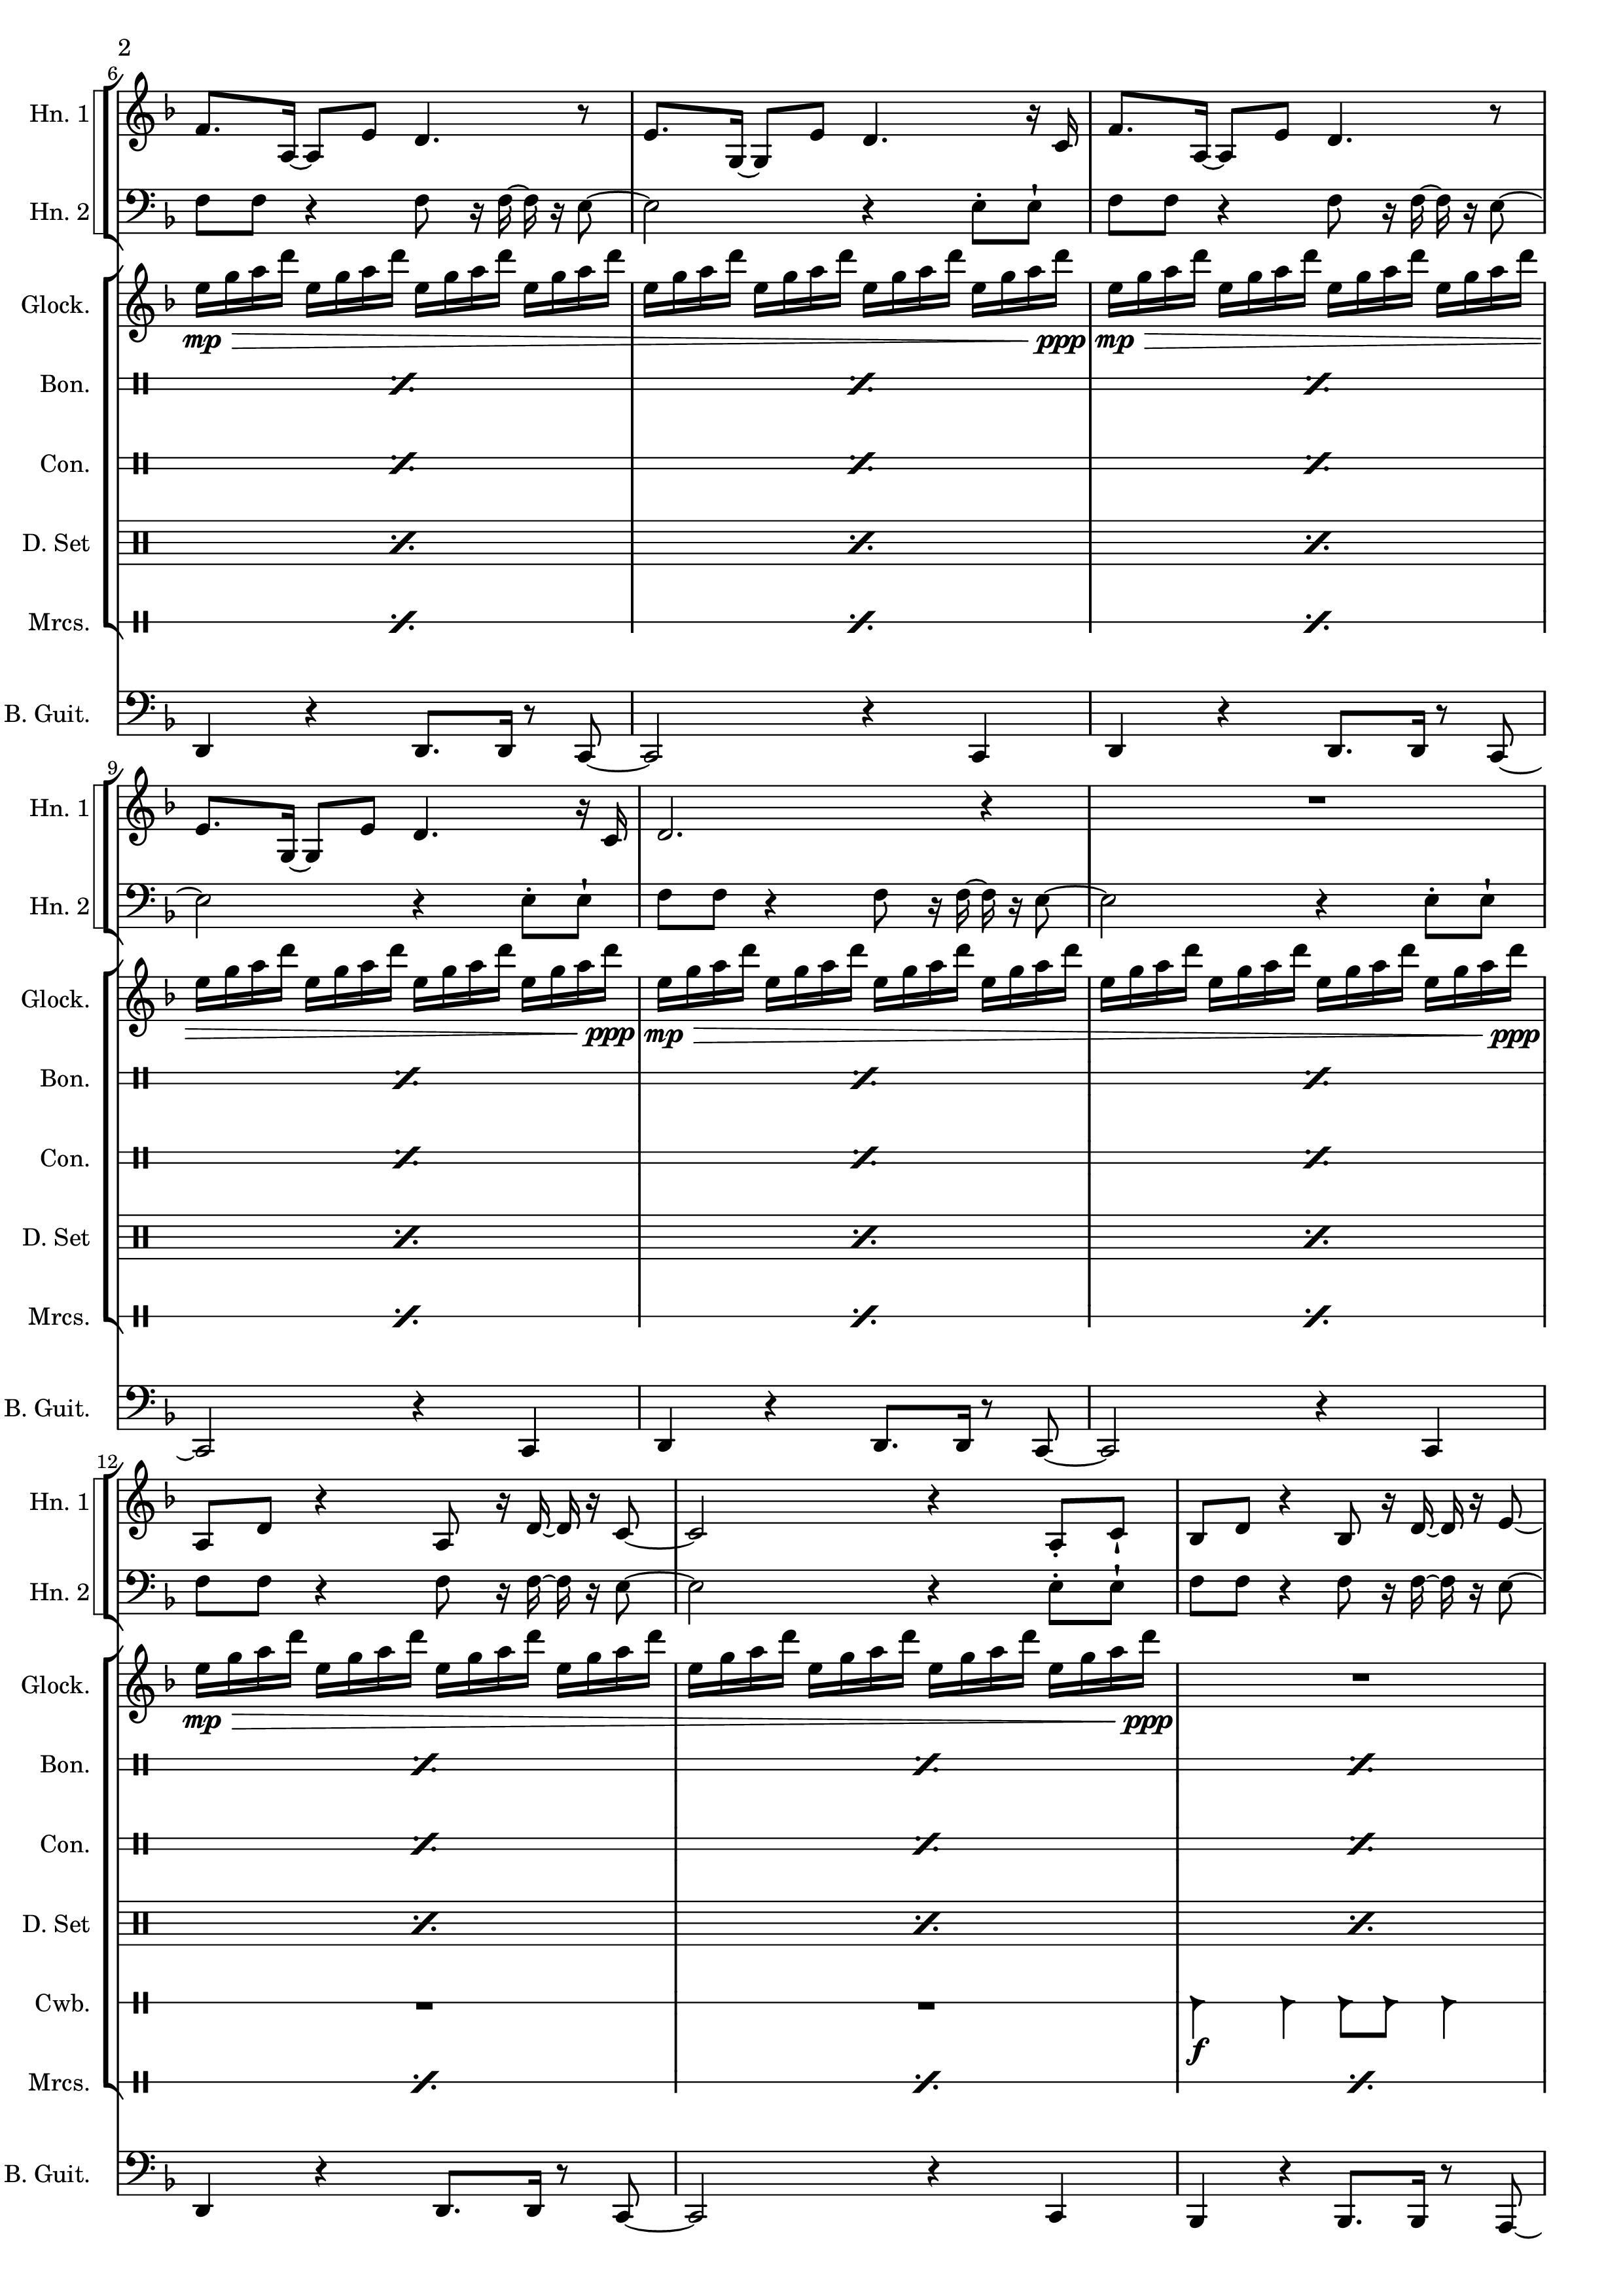 2
6
Hn. 1
Hn. 2
Glock.
mp ppp mp
Bon.
Con.
D. Set
Mrcs.
B. Guit.
9
Hn. 1
Hn. 2
Glock.
ppp mp ppp
Bon.
Con.
D. Set
Mrcs.
B. Guit.
12
Hn. 1
Hn. 2
Glock.
mp ppp
Bon.
Con.
D. Set
Cwb.
f
Mrcs.
B. Guit.